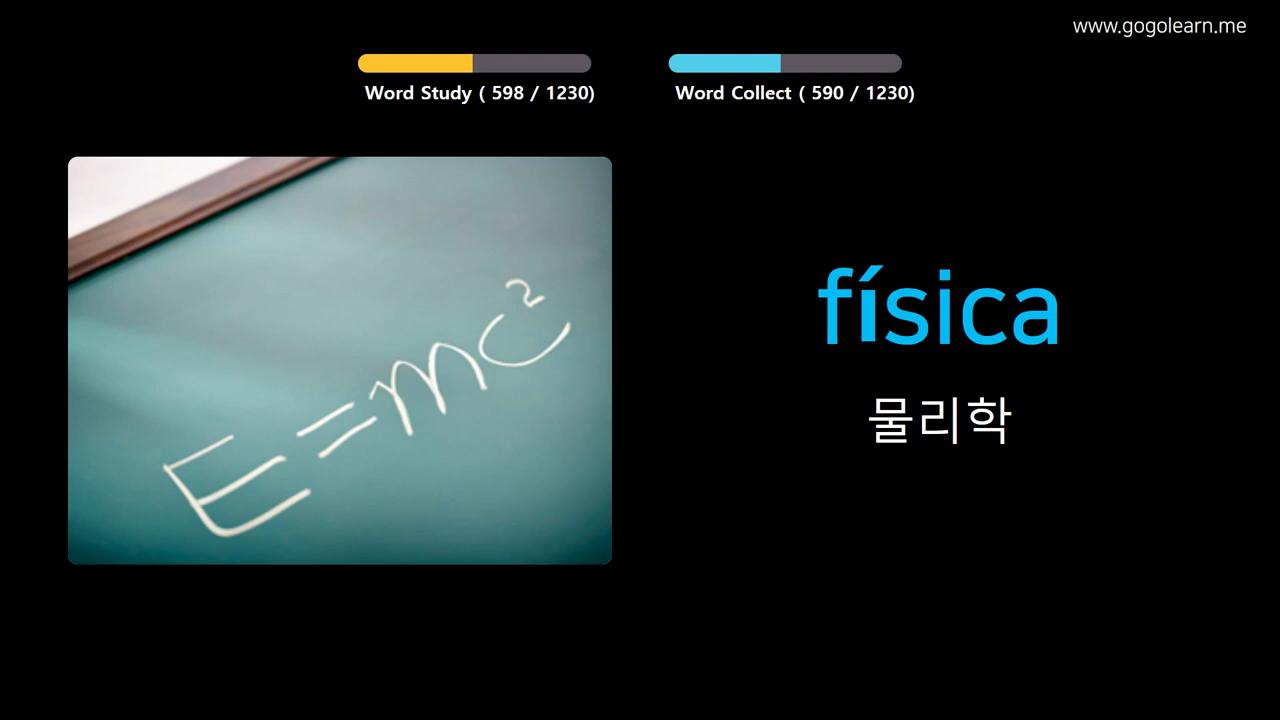 www.gogolearn.me
Word Study ( 598 / 1230)
Word Collect ( 590 / 1230)
E=mc²
física
물리학